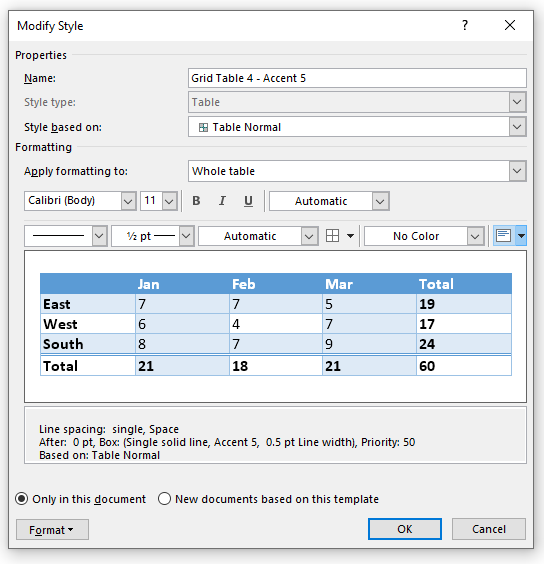 Modify Style ?
Properties
Name: Grid Table 4 - Accent 5
Style type: Table
Style based on: Table Normal
Formatting
Apply formatting to: Whole table
Calibri (Body) 11 B I U Automatic
½ pt Automatic No Color
Jan Feb Mar Total
East 7 7 5 19
West 6 4 7 17
South 8 7 9 24
Total 21 18 21 60
Line spacing: single, Space
After: 0 pt, Box: (Single solid line, Accent 5, 0.5 pt Line width), Priority: 50
Based on: Table Normal
Only in this document New documents based on this template
Format OK Cancel